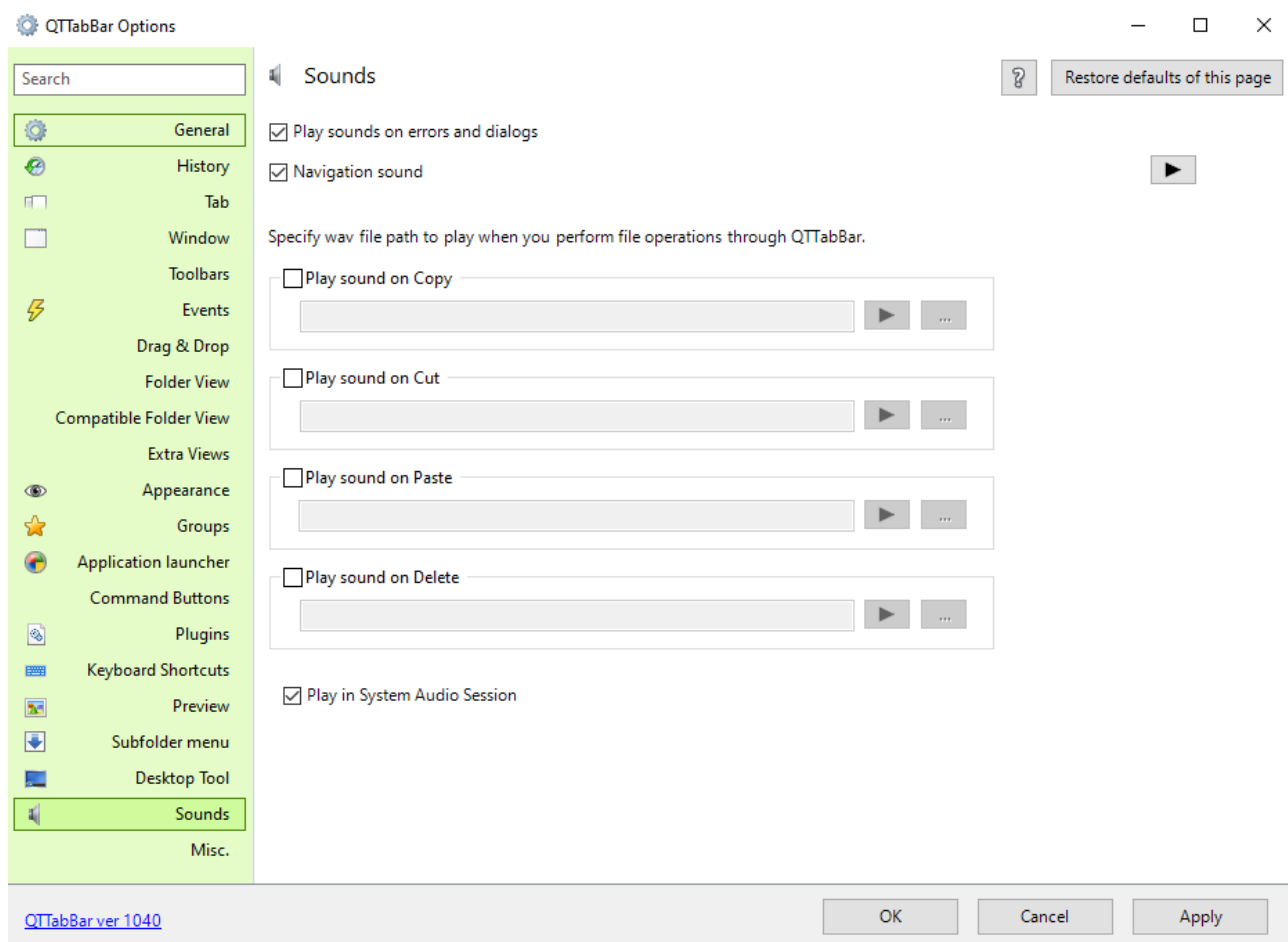 QTTabBar Options
Search
General
History
Tab
Window
Toolbars
Events
Drag & Drop
Folder View
Compatible Folder View
Extra Views
Appearance
Groups
Application launcher
Command Buttons
Plugins
Keyboard Shortcuts
Preview
Subfolder menu
Desktop Tool
Sounds
Misc.
Sounds
?
Restore defaults of this page
Play sounds on errors and dialogs
Navigation sound
Specify wav file path to play when you perform file operations through QTTabBar.
Play sound on Copy
...
Play sound on Cut
...
Play sound on Paste
...
Play sound on Delete
...
Play in System Audio Session
QTTabBar ver 1040
OK
Cancel
Apply